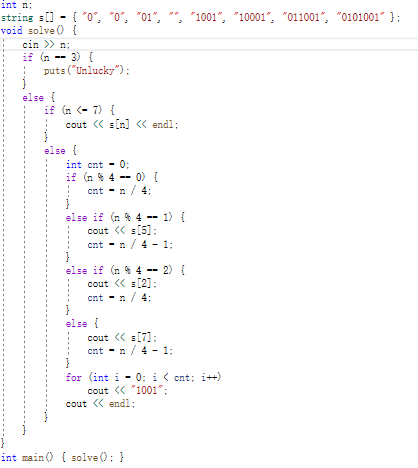 int n;
string s[] = { "0", "0", "01", "", "1001", "10001", "011001", "0101001" };
void solve() {
cin >> n;
if (n == 3) {
puts("Unlucky");
}
else {
if (n <= 7) {
cout << s[n] << endl;
}
else {
int cnt = 0;
if (n % 4 == 0) {
cnt = n / 4;
}
else if (n % 4 == 1) {
cout << s[5];
cnt = n / 4 - 1;
}
else if (n % 4 == 2) {
cout << s[2];
cnt = n / 4;
}
else {
cout << s[7];
cnt = n / 4 - 1;
}
for (int i = 0; i < cnt; i++)
cout << "1001";
cout << endl;
}
}
}
int main() { solve(); }